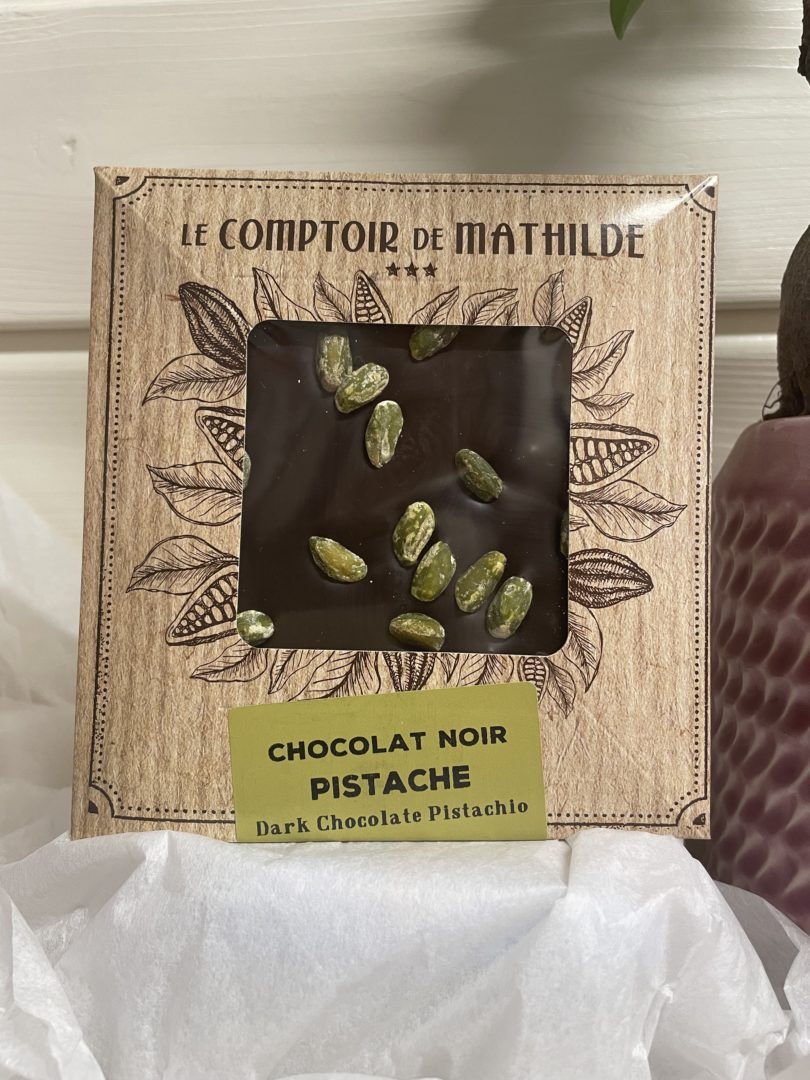 LE COMPTOIR DE MATHILDE
CHOCOLAT NOIR
PISTACHE
Dark Chocolate Pistachio